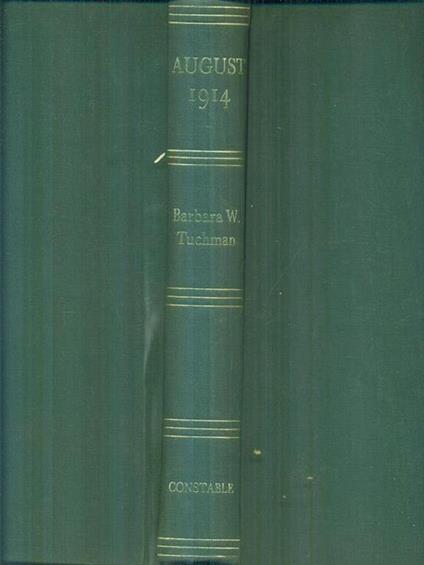 AUGUST
1914
Barbara W.
Tuchman
CONSTABLE